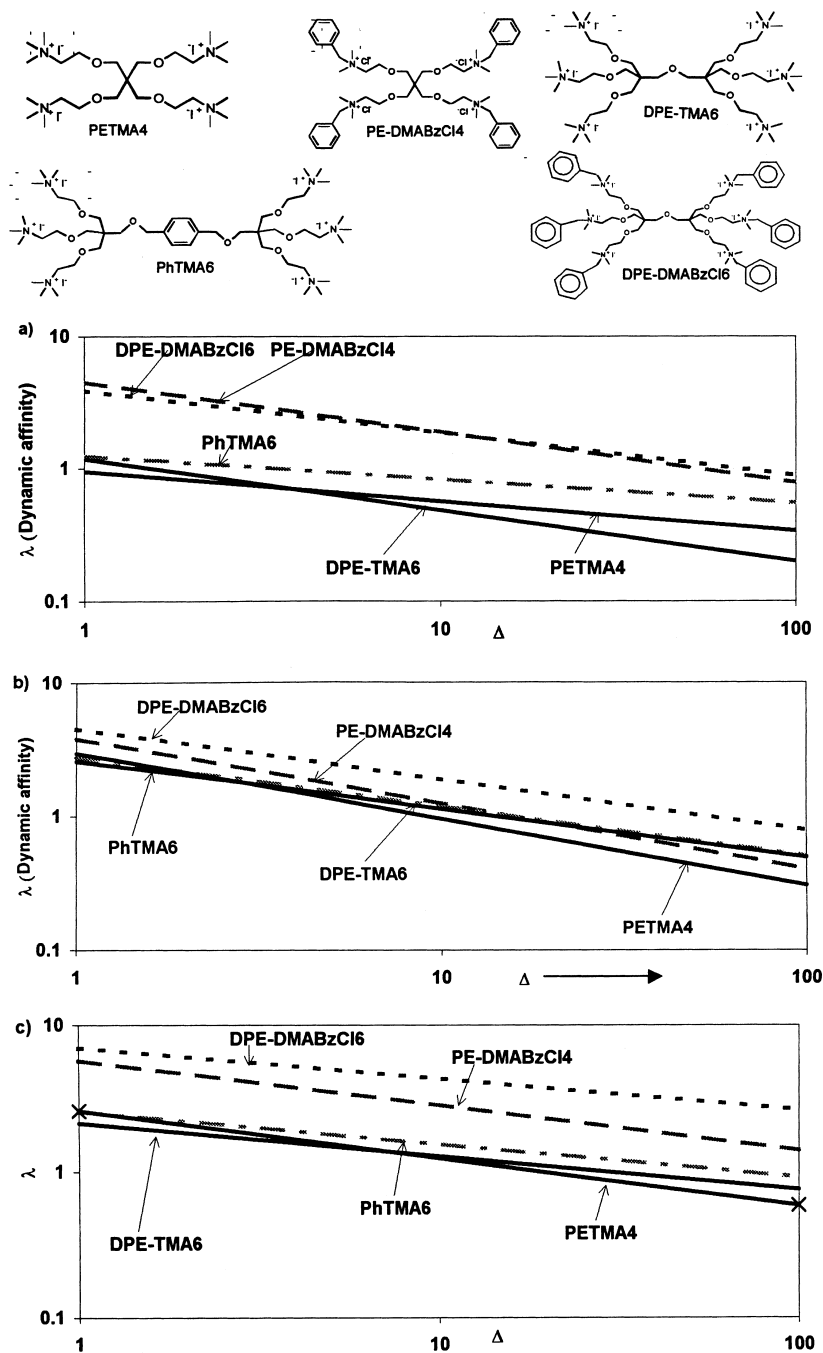 PETMA4
PE-DMABzCl4
DPE-TMA6
PhTMA6
DPE-DMABzCl6
a)
10
DPE-DMABzCl6 PE-DMABzCl4
PhTMA6
1
λ (Dynamic affinity)
DPE-TMA6 PETMA4
0.1
1 10 Δ 100
b)
10
DPE-DMABzCl6
PE-DMABzCl4
1
λ (Dynamic affinity)
PhTMA6
DPE-TMA6
PETMA4
0.1
1 10 Δ 100
c)
10
DPE-DMABzCl6
PE-DMABzCl4
λ
1
PhTMA6
PETMA4
DPE-TMA6
0.1
1 10 Δ 100